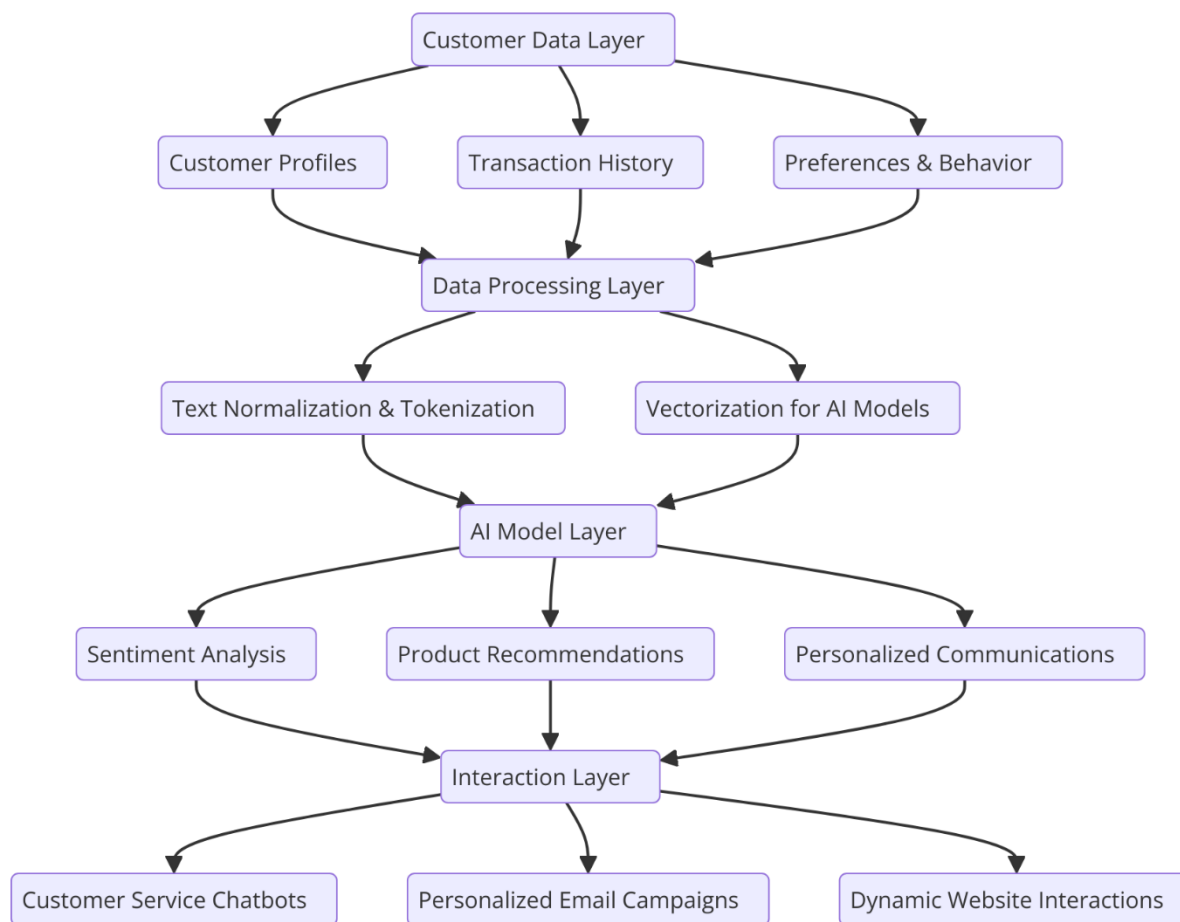 Customer Data Layer
Customer Profiles
Transaction History
Preferences & Behavior
Data Processing Layer
Text Normalization & Tokenization
Vectorization for AI Models
AI Model Layer
Sentiment Analysis
Product Recommendations
Personalized Communications
Interaction Layer
Customer Service Chatbots
Personalized Email Campaigns
Dynamic Website Interactions